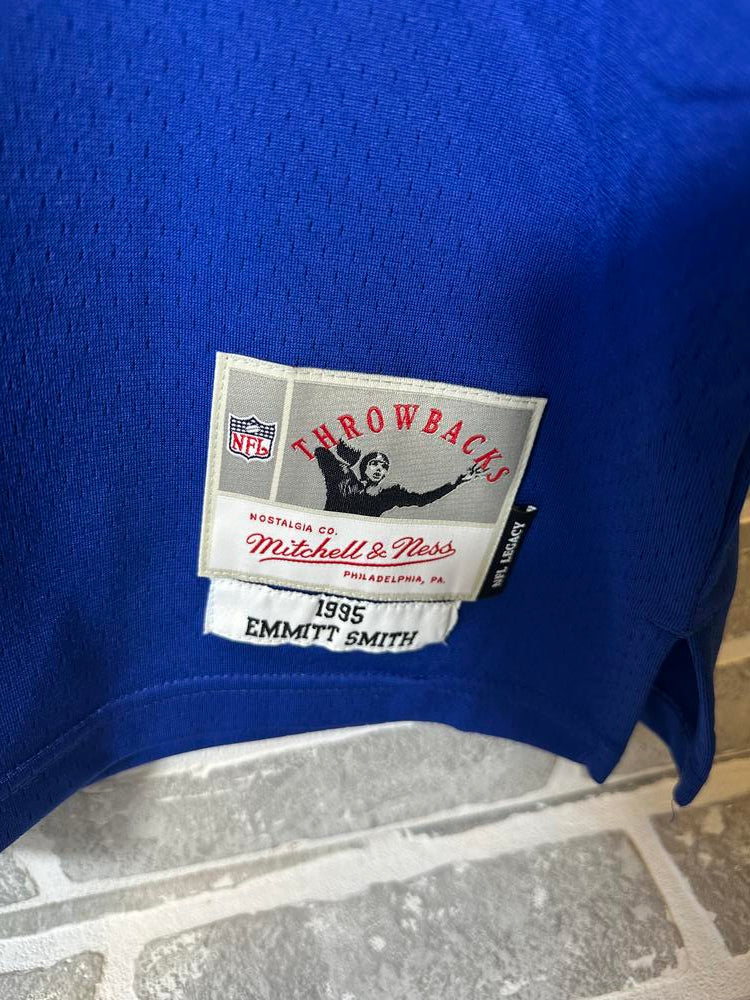 THROWBACKS
NFL
NOSTALGIA CO.
Mitchell & Ness
PHILADELPHIA, PA.
NFL LEGACY
1995
EMMITT SMITH